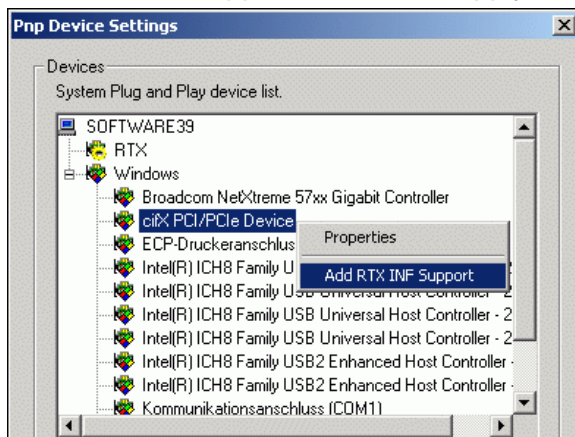 Pnp Device Settings
Devices
System Plug and Play device list.
SOFTWARE39
RTX
Windows
Broadcom NetXtreme 57xx Gigabit Controller
cifX PCI/PCIe Device
Properties
ECP-Druckeranschlus
Add RTX INF Support
Intel(R) ICH8 Family U
Intel(R) ICH8 Family USB Universal Host Controller - 2
Intel(R) ICH8 Family USB Universal Host Controller - 2
Intel(R) ICH8 Family USB Universal Host Controller - 2
Intel(R) ICH8 Family USB2 Enhanced Host Controller -
Intel(R) ICH8 Family USB2 Enhanced Host Controller -
Kommunikationsanschluss (COM1)